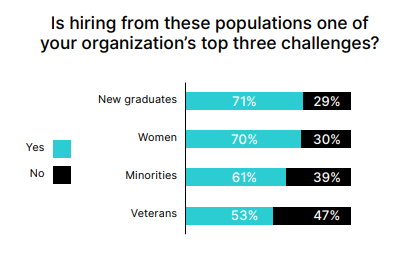 Is hiring from these populations one of
your organization's top three challenges?
New graduates 71% 29%
Women 70% 30%
Yes
Minorities 61% 39%
No
Veterans 53% 47%